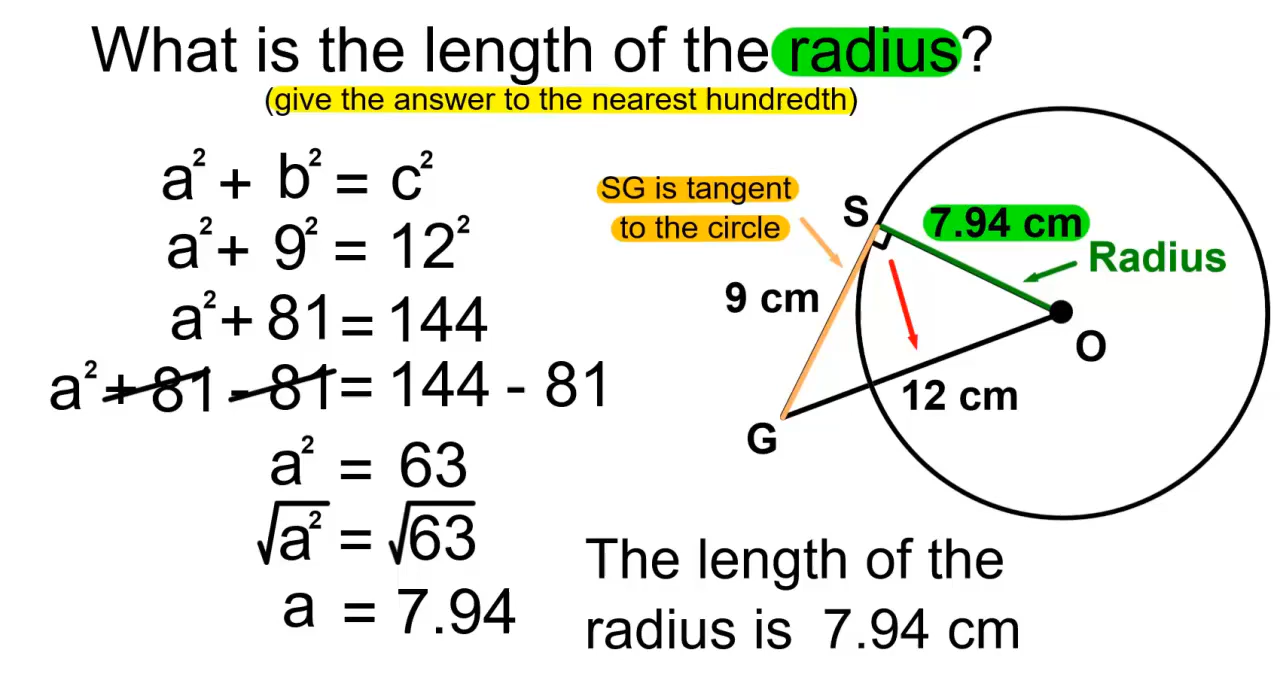 What is the length of the radius?
(give the answer to the nearest hundredth)
a² + b² = c²
a² + 9² = 12²
a² + 81 = 144
a² + 81 - 81 = 144 - 81
a² = 63
√a² = √63
a = 7.94
SG is tangent
to the circle
S
7.94 cm
Radius
9 cm
O
12 cm
G
The length of the
radius is 7.94 cm